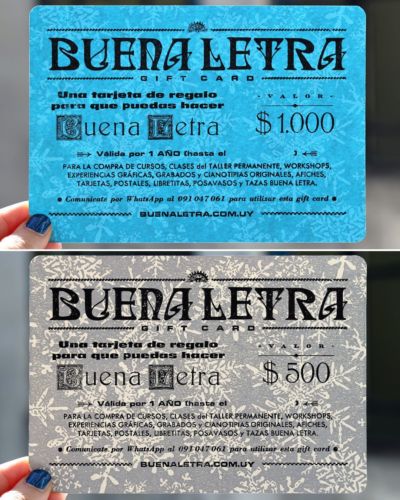 BUENA LETRA
GIFT CARD
Una tarjeta de regalo
para que puedas hacer
Buena Letra
- VALOR -
$1.000
Válida por 1 AÑO (hasta el )
PARA LA COMPRA DE CURSOS, CLASES del TALLER PERMANENTE, WORKSHOPS,
EXPERIENCIAS GRÁFICAS, GRABADOS y CIANOTIPIAS ORIGINALES, AFICHES,
TARJETAS, POSTALES, LIBRETITAS, POSAVASOS y TAZAS BUENA LETRA.
• Comunicate por WhatsApp al 091 047 061 para utilizar esta gift card •
BUENALETRA.COM.UY
BUENA LETRA
GIFT CARD
Una tarjeta de regalo
para que puedas hacer
Buena Letra
- VALOR -
$500
Válida por 1 AÑO (hasta el )
PARA LA COMPRA DE CURSOS, CLASES del TALLER PERMANENTE, WORKSHOPS,
EXPERIENCIAS GRÁFICAS, GRABADOS y CIANOTIPIAS ORIGINALES, AFICHES,
TARJETAS, POSTALES, LIBRETITAS, POSAVASOS y TAZAS BUENA LETRA.
• Comunicate por WhatsApp al 091 047 061 para utilizar esta gift card •
BUENALETRA.COM.UY